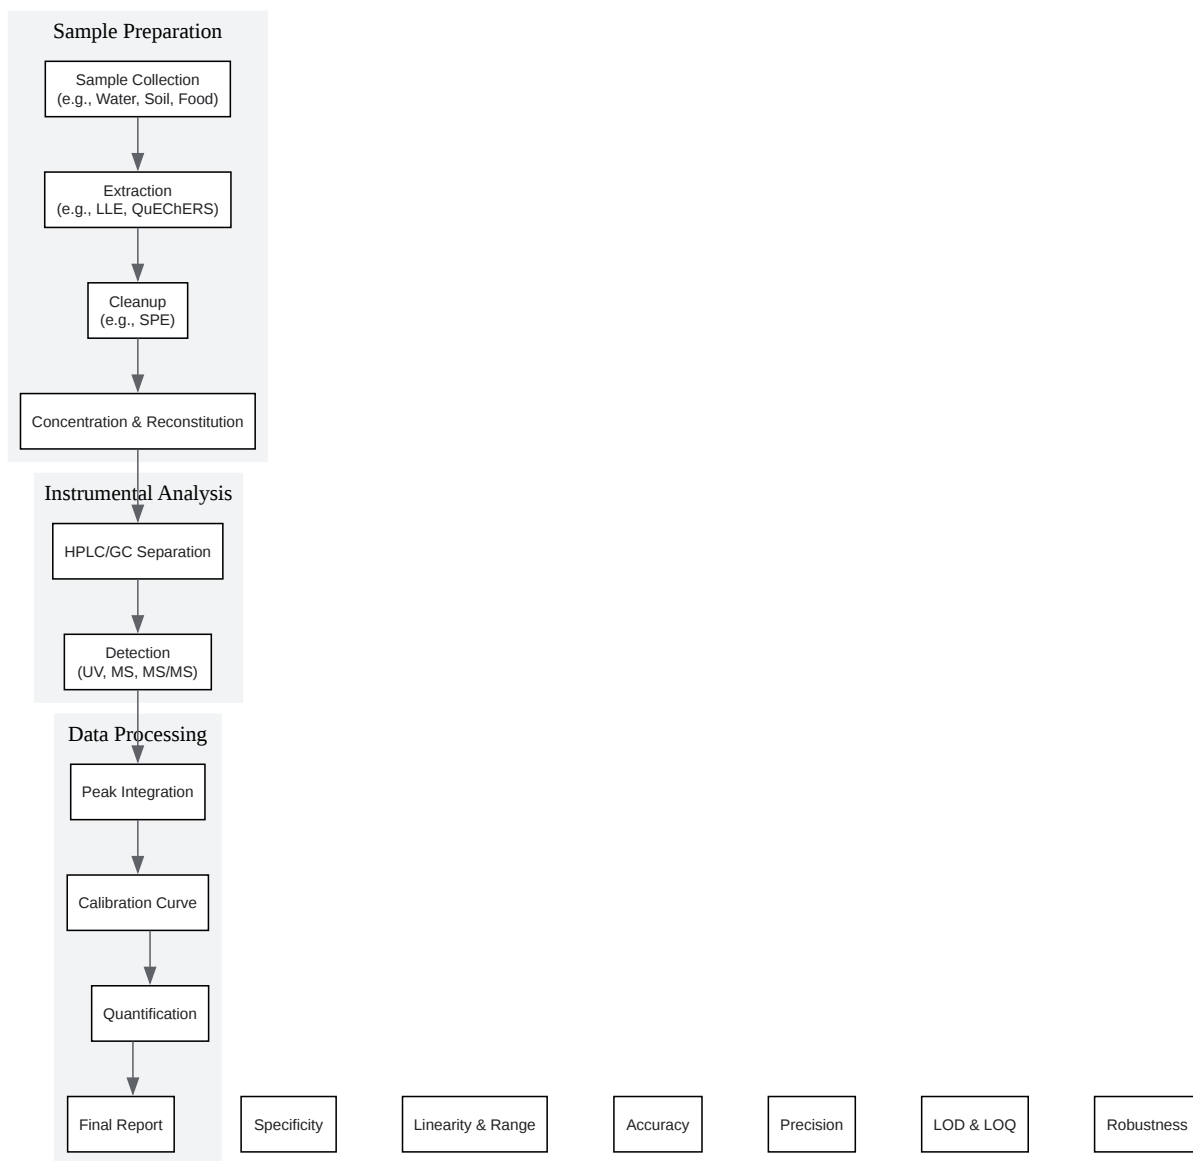 Sample Preparation
Sample Collection
(e.g., Water, Soil, Food)
Extraction
(e.g., LLE, QuEChERS)
Cleanup
(e.g., SPE)
Concentration & Reconstitution
Instrumental Analysis
HPLC/GC Separation
Detection
(UV, MS, MS/MS)
Data Processing
Peak Integration
Calibration Curve
Quantification
Final Report
Specificity
Linearity & Range
Accuracy
Precision
LOD & LOQ
Robustness